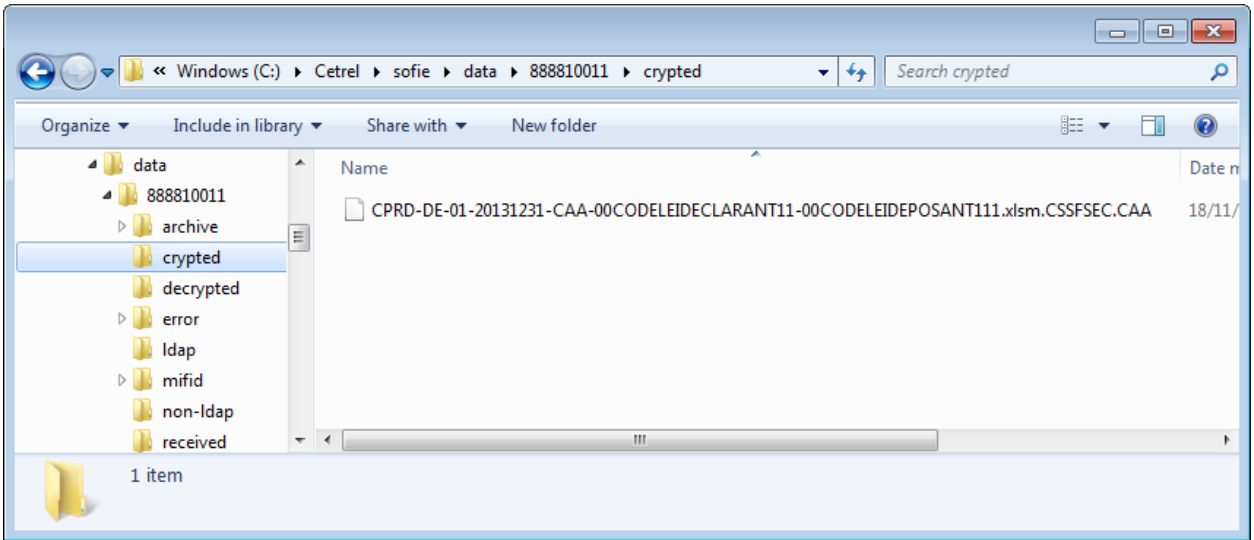 « Windows (C:) ▸ Cetrel ▸ sofie ▸ data ▸ 888810011 ▸ crypted
Search crypted
Organize Include in library Share with New folder
data
888810011
archive
crypted
decrypted
error
ldap
mifid
non-ldap
received
Name Date m
CPRD-DE-01-20131231-CAA-00CODELEIDECLARANT11-00CODELEIDEPOSANT111.xlsm.CSSFSEC.CAA 18/11/
1 item